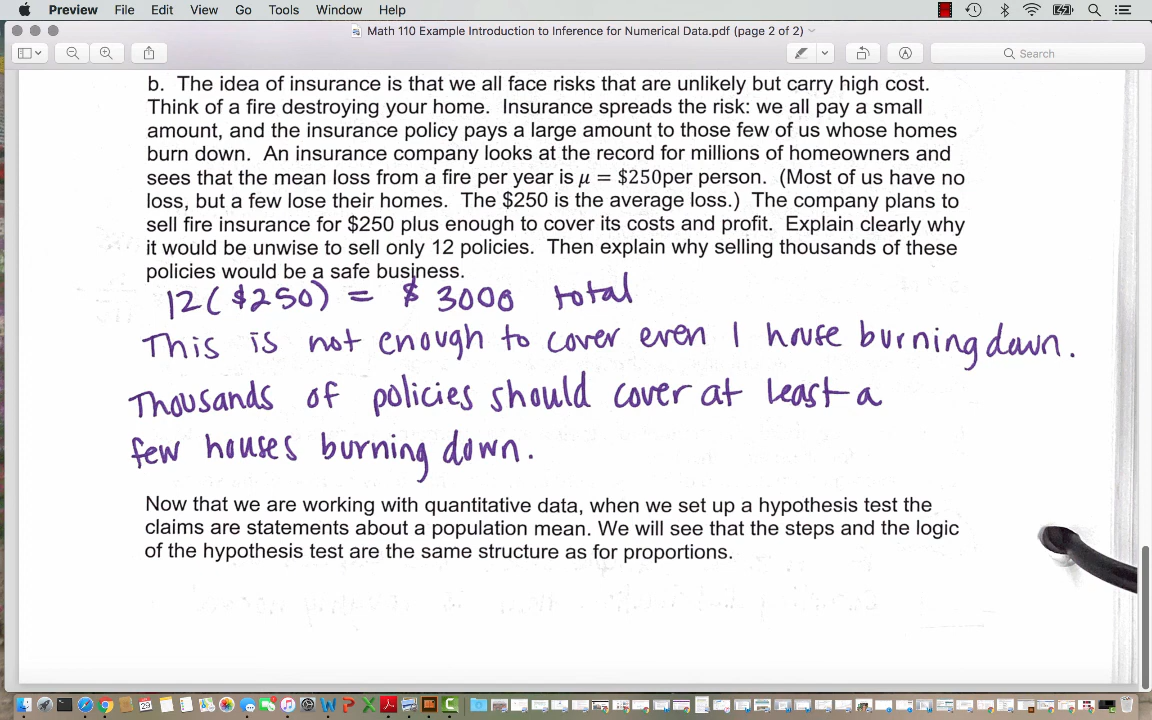 Preview File Edit View Go Tools Window Help
Math 110 Example Introduction to Inference for Numerical Data.pdf (page 2 of 2)
Search
b. The idea of insurance is that we all face risks that are unlikely but carry high cost.
Think of a fire destroying your home. Insurance spreads the risk: we all pay a small
amount, and the insurance policy pays a large amount to those few of us whose homes
burn down. An insurance company looks at the record for millions of homeowners and
sees that the mean loss from a fire per year is μ = $250per person. (Most of us have no
loss, but a few lose their homes. The $250 is the average loss.) The company plans to
sell fire insurance for $250 plus enough to cover its costs and profit. Explain clearly why
it would be unwise to sell only 12 policies. Then explain why selling thousands of these
policies would be a safe business.
12($250) = $3000 total
This is not enough to cover even 1 house burning down.
Thousands of policies should cover at least a
few houses burning down.
Now that we are working with quantitative data, when we set up a hypothesis test the
claims are statements about a population mean. We will see that the steps and the logic
of the hypothesis test are the same structure as for proportions.